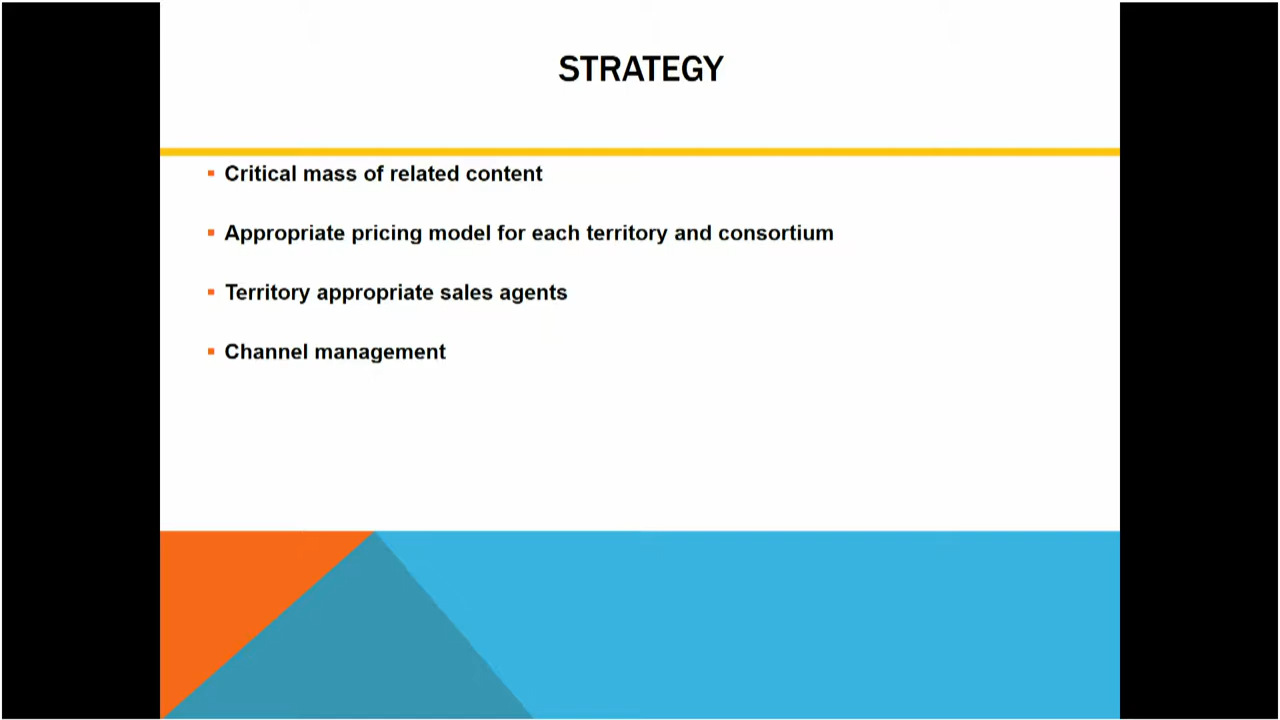 STRATEGY
Critical mass of related content
Appropriate pricing model for each territory and consortium
Territory appropriate sales agents
Channel management